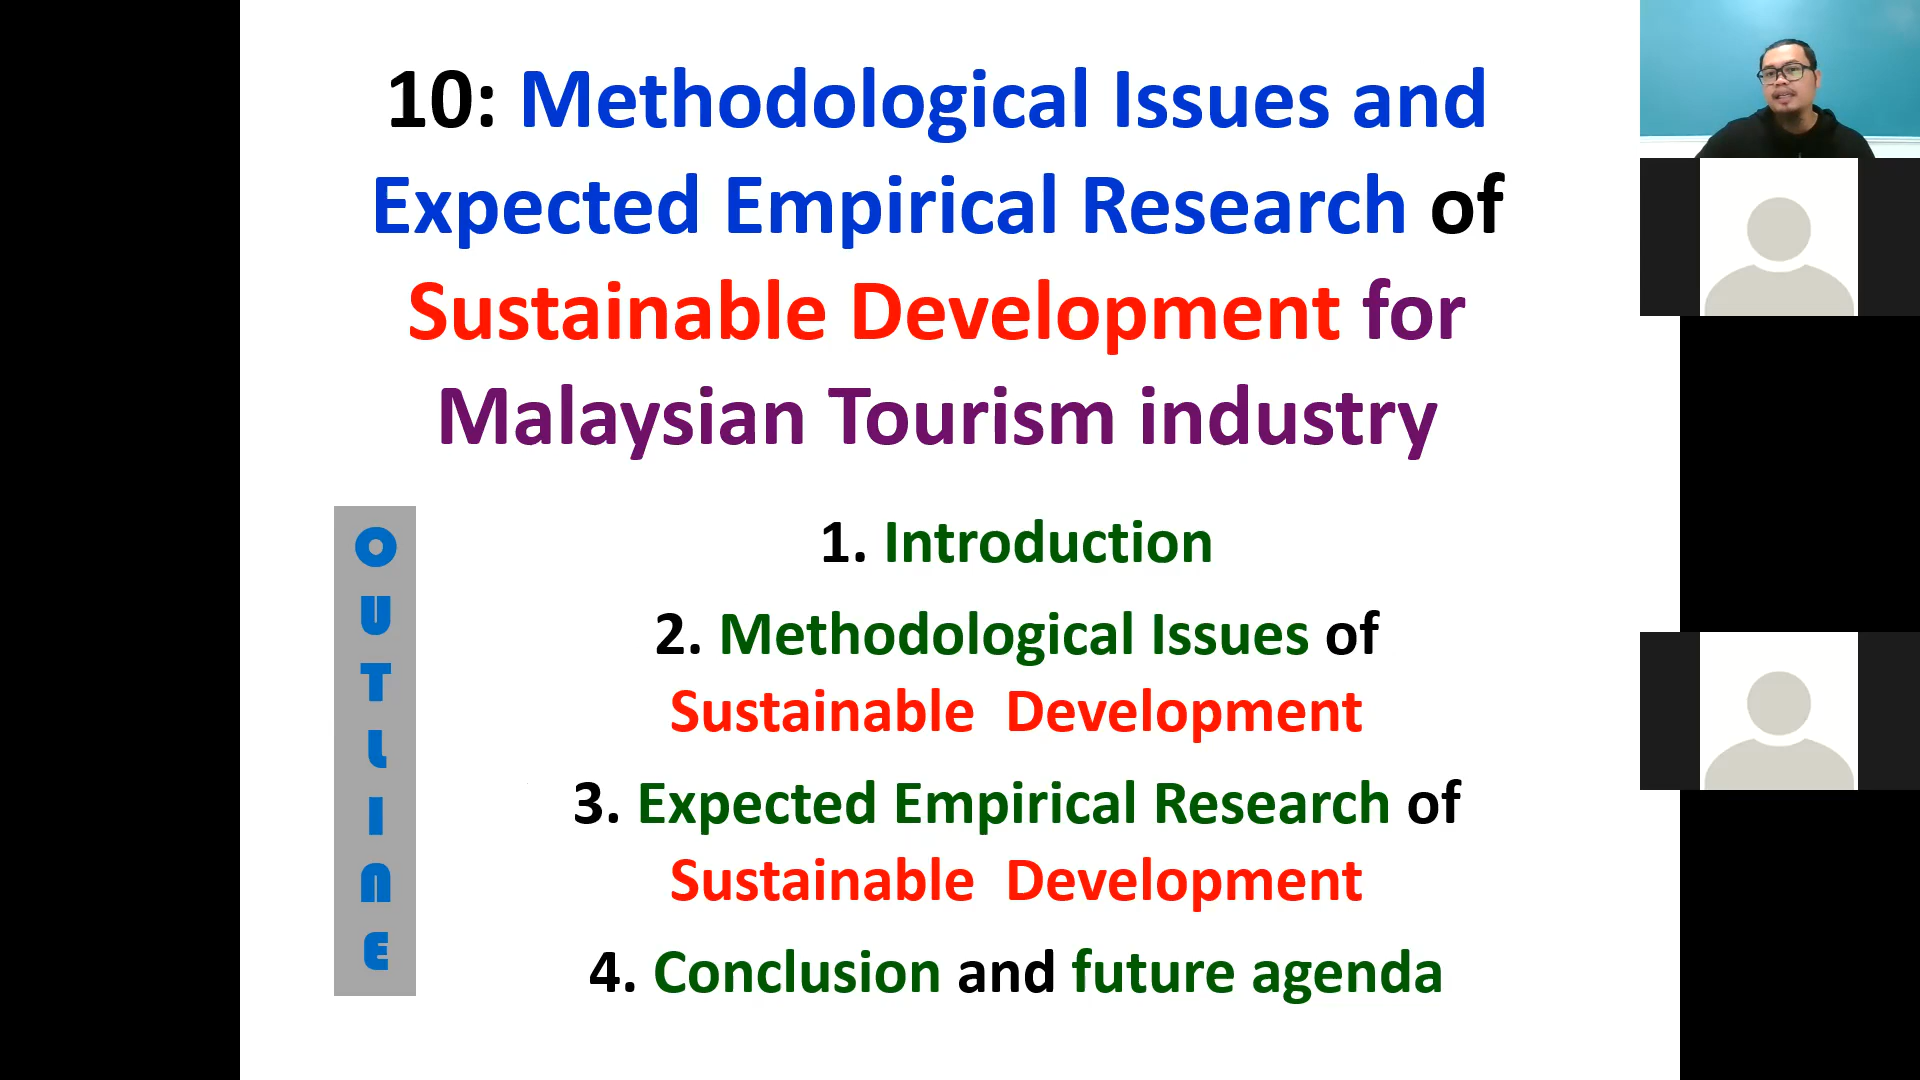 10: Methodological Issues and
Expected Empirical Research of
Sustainable Development for
Malaysian Tourism industry
OUTLINE
1. Introduction
2. Methodological Issues of
Sustainable Development
3. Expected Empirical Research of
Sustainable Development
4. Conclusion and future agenda